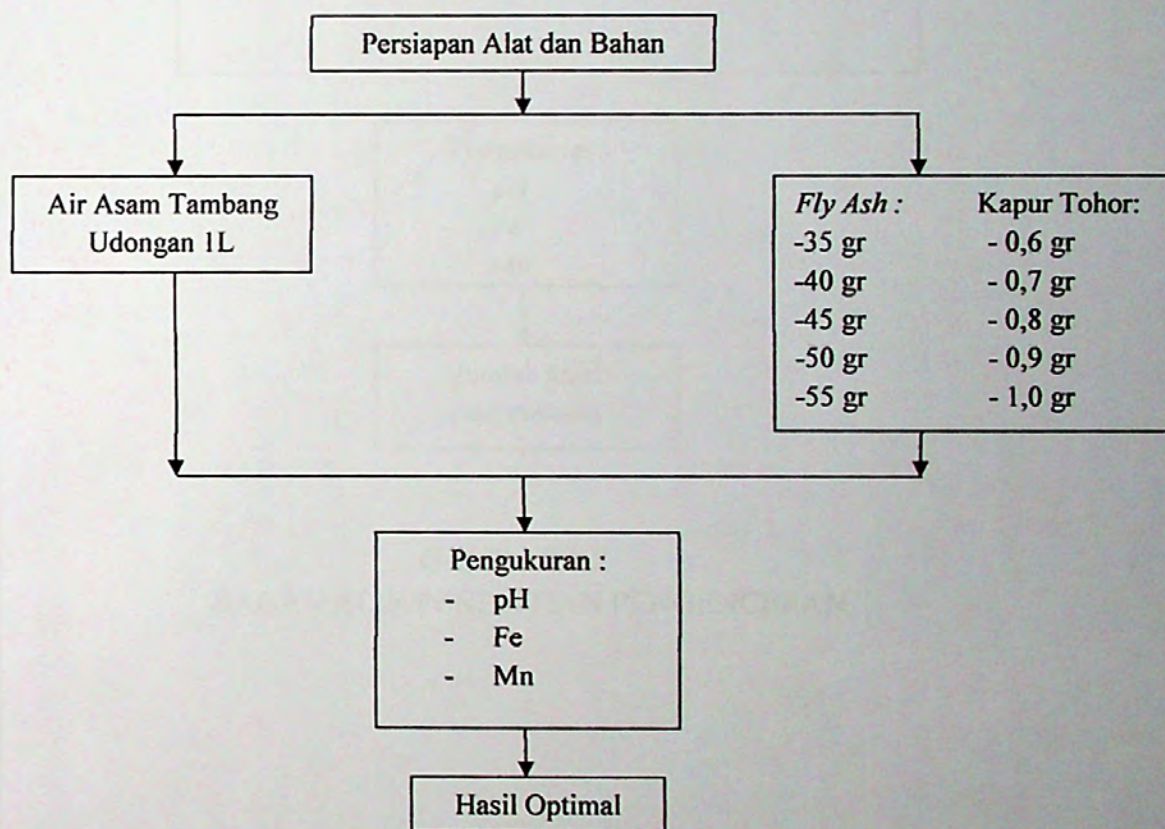 Persiapan Alat dan Bahan
Air Asam Tambang
Udongan 1L
Fly Ash : Kapur Tohor:
-35 gr - 0,6 gr
-40 gr - 0,7 gr
-45 gr - 0,8 gr
-50 gr - 0,9 gr
-55 gr - 1,0 gr
Pengukuran :
- pH
- Fe
- Mn
Hasil Optimal